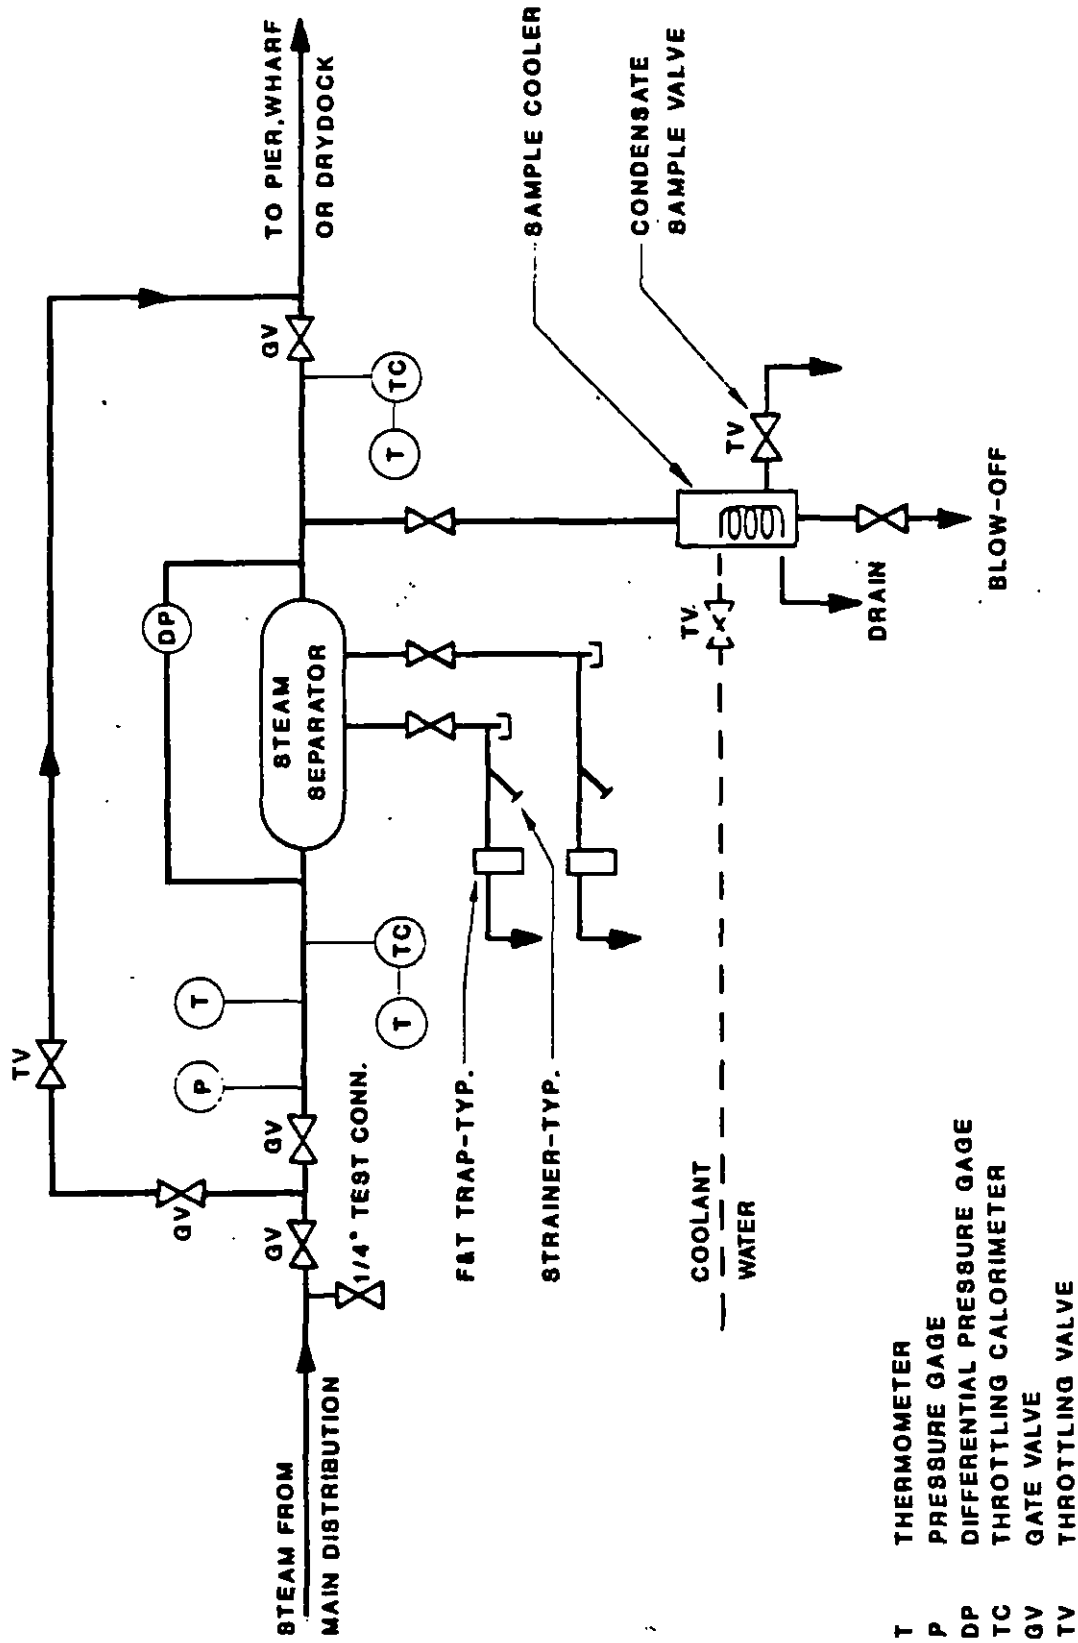 TO PIER,WHARF
OR DRYDOCK
TV
GV
GV
GV
GV
P
T
T
TC
DP
STEAM
SEPARATOR
T
TC
STEAM FROM
MAIN DISTRIBUTION
1/4" TEST CONN.
F&T TRAP-TYP.
STRAINER-TYP.
SAMPLE COOLER
CONDENSATE
SAMPLE VALVE
COOLANT
WATER
TV
TV
DRAIN
BLOW-OFF
T THERMOMETER
P PRESSURE GAGE
DP DIFFERENTIAL PRESSURE GAGE
TC THROTTLING CALORIMETER
GV GATE VALVE
TV THROTTLING VALVE